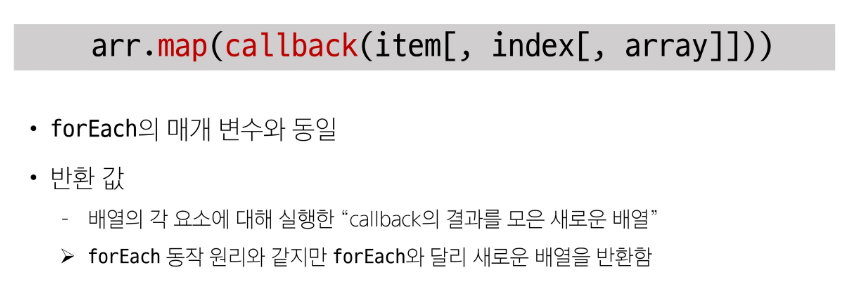 arr.map(callback(item[, index[, array]]))
• forEach의 매개 변수와 동일
• 반환 값
- 배열의 각 요소에 대해 실행한 “callback의 결과를 모은 새로운 배열”
➢ forEach 동작 원리와 같지만 forEach와 달리 새로운 배열을 반환함